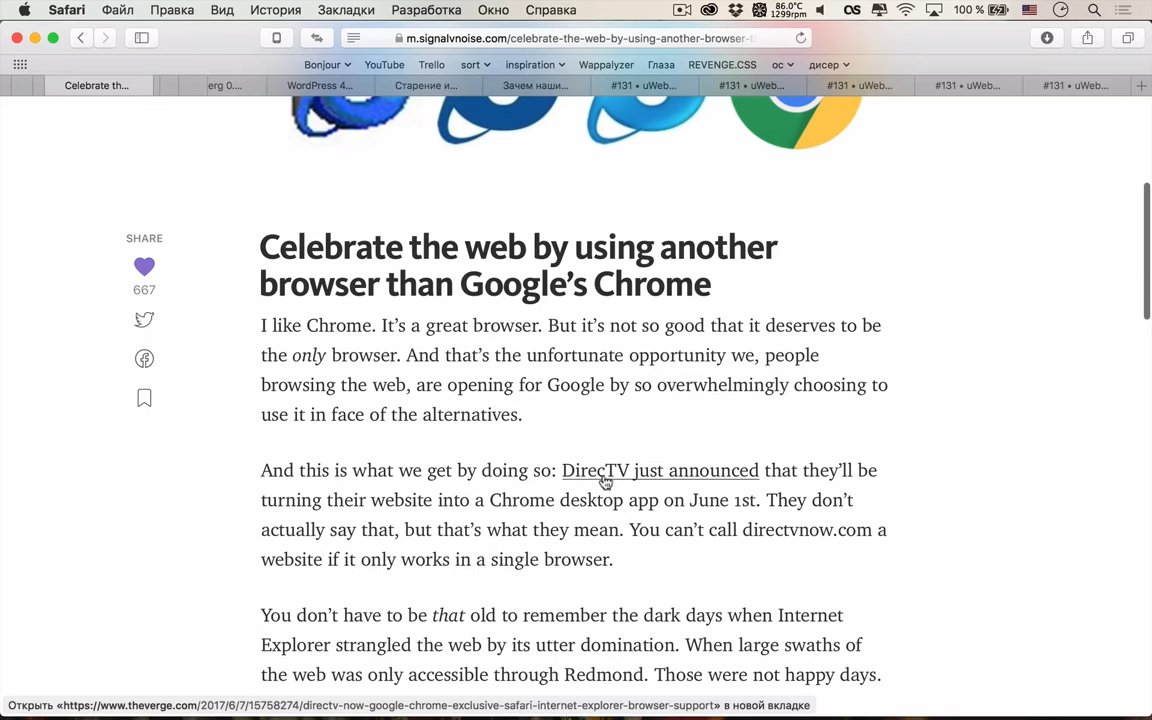 Safari Файл Правка Вид История Закладки Разработка Окно Справка 86.0°C 1299rpm 100 %
m.signalvnoise.com/celebrate-the-web-by-using-another-browser-t
Bonjour YouTube Trello sort inspiration Wappalyzer Глаза REVENGE.CSS ос дисер
Celebrate th... erg 0.... WordPress 4... Старение и... Зачем наши... #131 • uWeb... #131 • uWeb... #131 • uWeb... #131 • uWeb... #131 • uWeb...
SHARE
667
Celebrate the web by using another
browser than Google’s Chrome
I like Chrome. It’s a great browser. But it’s not so good that it deserves to be
the only browser. And that’s the unfortunate opportunity we, people
browsing the web, are opening for Google by so overwhelmingly choosing to
use it in face of the alternatives.
And this is what we get by doing so: DirecTV just announced that they’ll be
turning their website into a Chrome desktop app on June 1st. They don’t
actually say that, but that’s what they mean. You can’t call directvnow.com a
website if it only works in a single browser.
You don’t have to be that old to remember the dark days when Internet
Explorer strangled the web by its utter domination. When large swaths of
the web was only accessible through Redmond. Those were not happy days.
Открыть «https://www.theverge.com/2017/6/7/15758274/directv-now-google-chrome-exclusive-safari-internet-explorer-browser-support» в новой вкладке